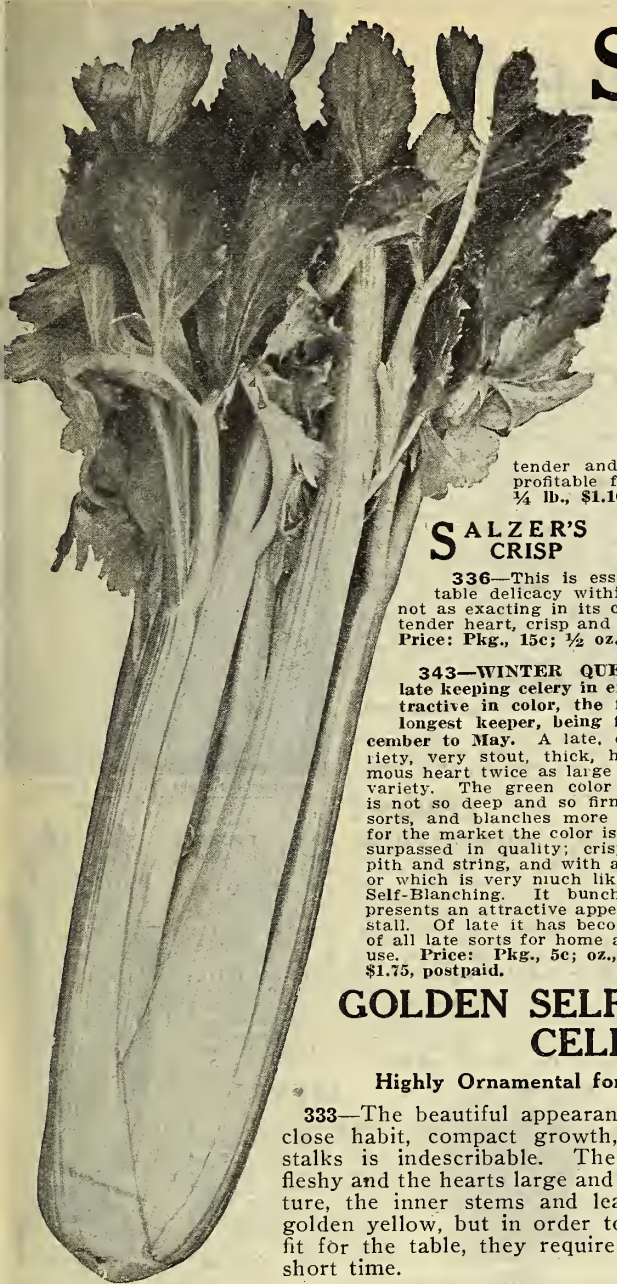 S
tender and
profitable f
¼ lb., $1.1
SALZER'S
CRISP
336—This is ess
table delicacy withi
not as exacting in its c
tender heart, crisp and
Price: Pkg., 15c; ½ oz.
343—WINTER QUE
late keeping celery in e
tractive in color, the
longest keeper, being f
cember to May. A late,
riety, very stout, thick, h
mous heart twice as large
variety. The green color
is not so deep and so firm
sorts, and blanches more
for the market the color is
surpassed in quality; cris
pith and string, and with a
or which is very much lik
Self-Blanching. It bunch
presents an attractive appe
stall. Of late it has beco
of all late sorts for home a
use. Price: Pkg., 5c; oz.,
$1.75, postpaid.
GOLDEN SELF
CEL
Highly Ornamental for
333—The beautiful appearan
close habit, compact growth,
stalks is indescribable. The
fleshy and the hearts large and
ture, the inner stems and lea
golden yellow, but in order to
fit for the table, they require
short time.